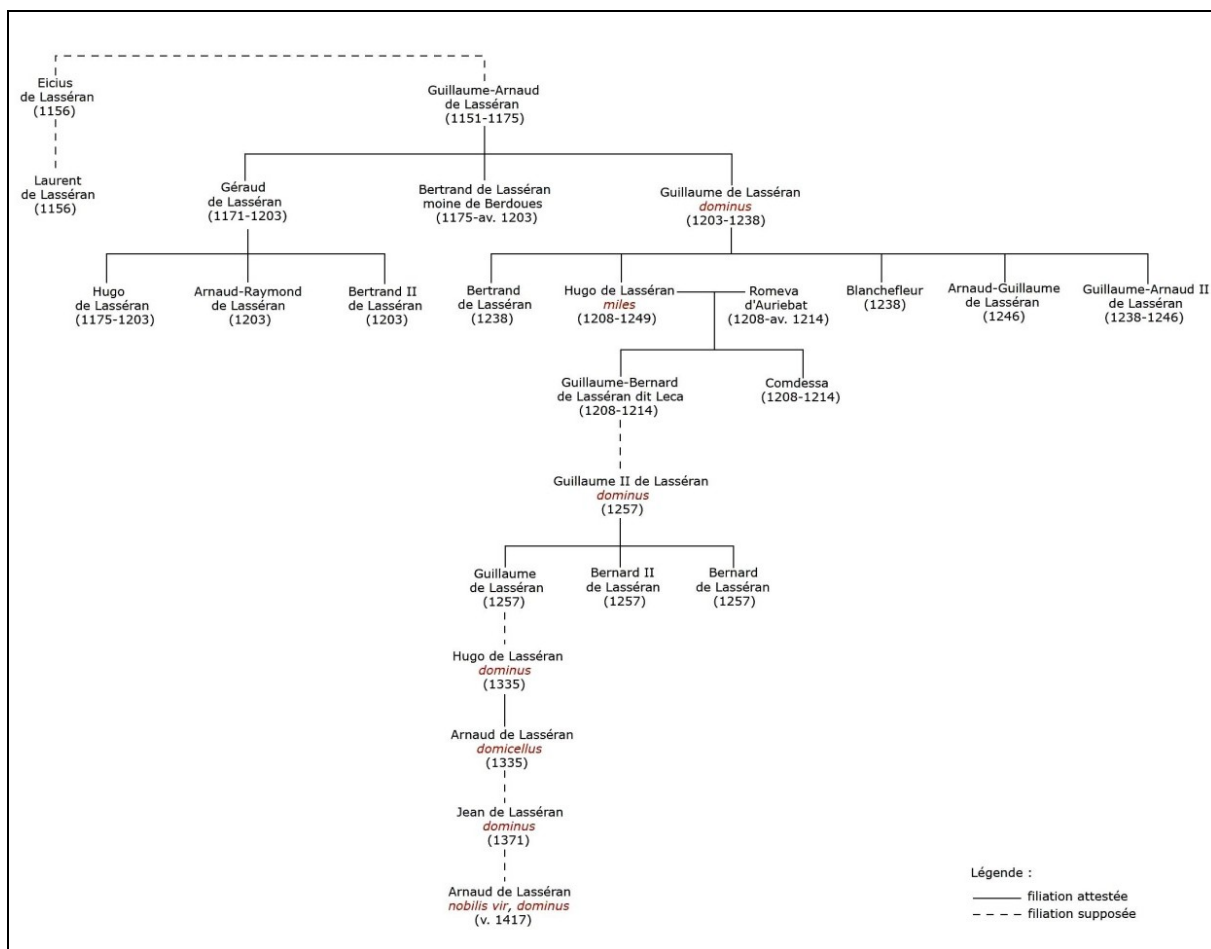 Eicius
de Lasséran
(1156)
Guillaume-Arnaud
de Lasséran
(1151-1175)
Laurent
de Lasséran
(1156)
Géraud
de Lasséran
(1171-1203)
Bertrand de Lasséran
moine de Berdoues
(1175-av. 1203)
Guillaume de Lasséran
dominus
(1203-1238)
Hugo
de Lasséran
(1175-1203)
Arnaud-Raymond
de Lasséran
(1203)
Bertrand II
de Lasséran
(1203)
Bertrand
de Lasséran
(1238)
Hugo de Lasséran
miles
(1208-1249)
Romeva
d'Auriebat
(1208-av. 1214)
Blanchefleur
(1238)
Arnaud-Guillaume
de Lasséran
(1246)
Guillaume-Arnaud II
de Lasséran
(1238-1246)
Guillaume-Bernard
de Lasséran dit Leca
(1208-1214)
Comdessa
(1208-1214)
Guillaume II de Lasséran
dominus
(1257)
Guillaume
de Lasséran
(1257)
Bernard II
de Lasséran
(1257)
Bernard
de Lasséran
(1257)
Hugo de Lasséran
dominus
(1335)
Arnaud de Lasséran
domicellus
(1335)
Jean de Lasséran
dominus
(1371)
Arnaud de Lasséran
nobilis vir, dominus
(v. 1417)
Légende :
filiation attestée
filiation supposée